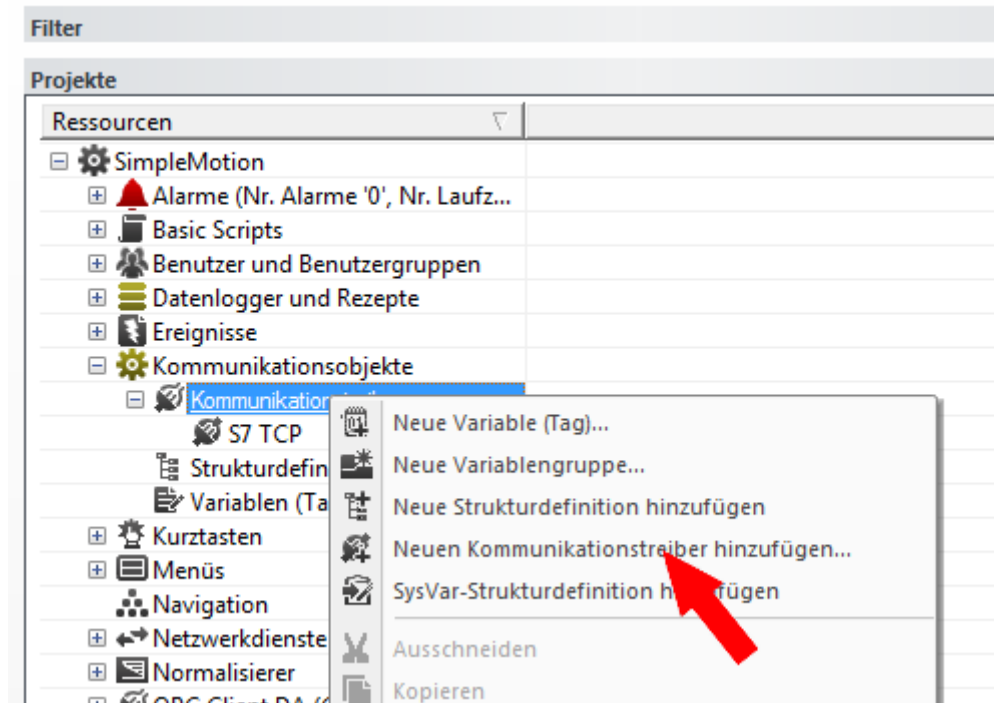 Filter
Projekte
Ressourcen
SimpleMotion
Alarme (Nr. Alarme '0', Nr. Laufz...
Basic Scripts
Benutzer und Benutzergruppen
Datenlogger und Rezepte
Ereignisse
Kommunikationsobjekte
S7 TCP
Kurztasten
Menüs
Navigation
Netzwerkdienste
Normalisierer
Neue Variable (Tag)...
Neue Variablengruppe...
Neue Strukturdefinition hinzufügen
Neuen Kommunikationstreiber hinzufügen...
SysVar-Strukturdefinition
Ausschneiden
Kopieren